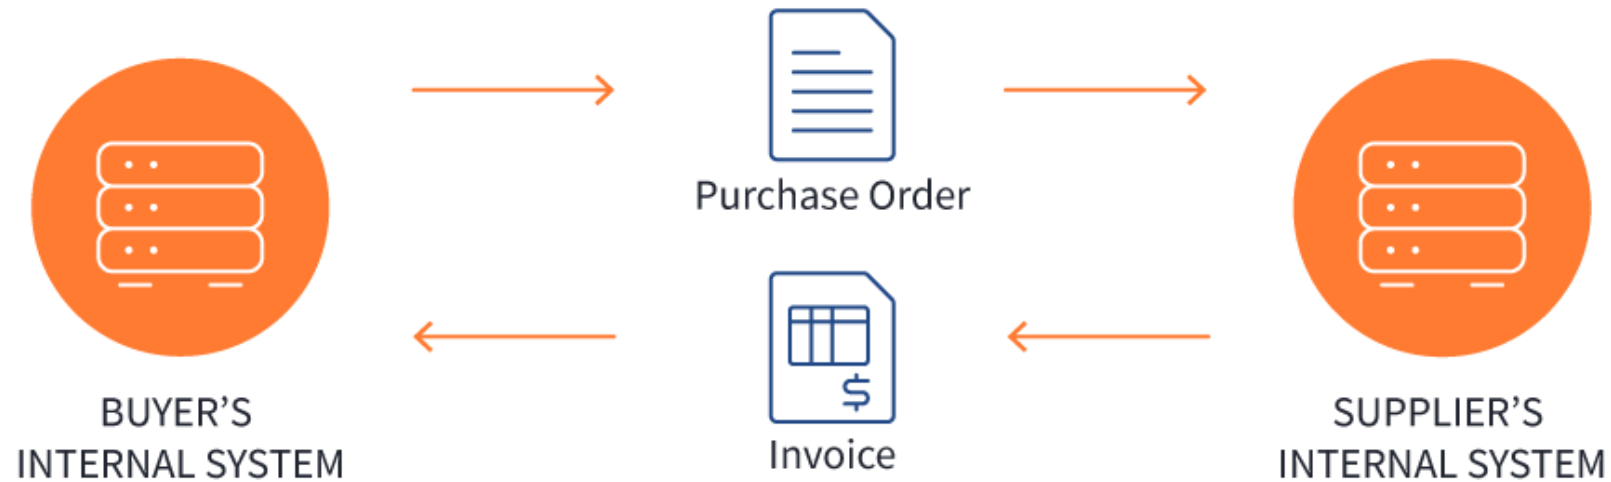 Purchase Order
Invoice
BUYER’S
INTERNAL SYSTEM
SUPPLIER’S
INTERNAL SYSTEM